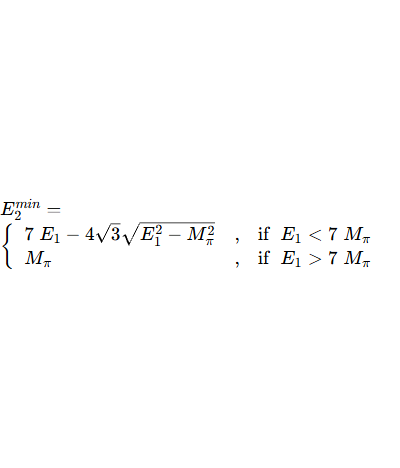 E_2^{min} =
{ 7 E_1 − 4√3 √(E_1^2 − M_π^2) , if E_1 < 7 M_π
M_π , if E_1 > 7 M_π